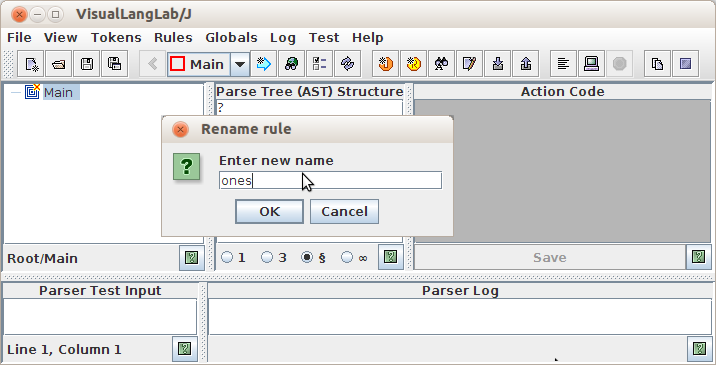 VisualLangLab/J
File View Tokens Rules Globals Log Test Help
Main
Main
Parse Tree (AST) Structure
Action Code
?
Rename rule
?
Enter new name
ones
OK Cancel
Root/Main
?
1 3 § ∞
?
Save
?
Parser Test Input
Parser Log
Line 1, Column 1
?
?